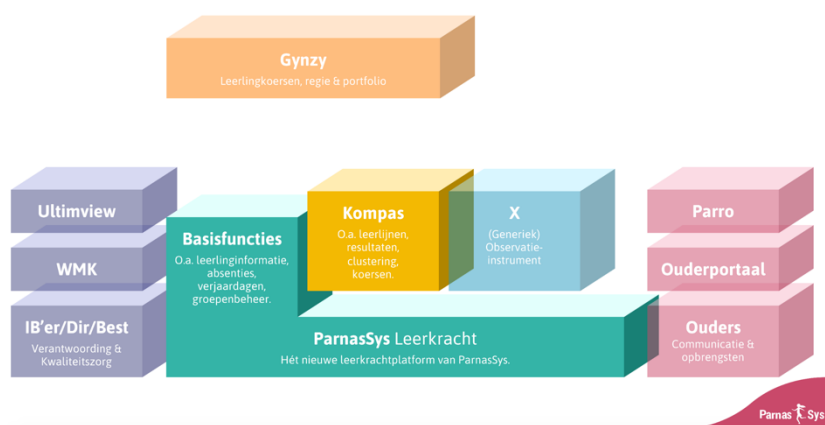 Gynzy
Leerlingkoersen, regie & portfolio
Ultimview
WMK
IB'er/Dir/Best
Verantwoording &
Kwaliteitszorg
Basisfuncties
O.a. leerlinginformatie,
absenties,
verjaardagen,
groepenbeheer.
Kompas
O.a. leerlijnen,
resultaten,
clustering,
koersen.
X
(Generiek)
Observatie-
instrument
ParnasSys Leerkracht
Hét nieuwe leerkrachtplatform van ParnasSys.
Parro
Ouderportaal
Ouders
Communicatie &
opbrengsten
ParnasSys